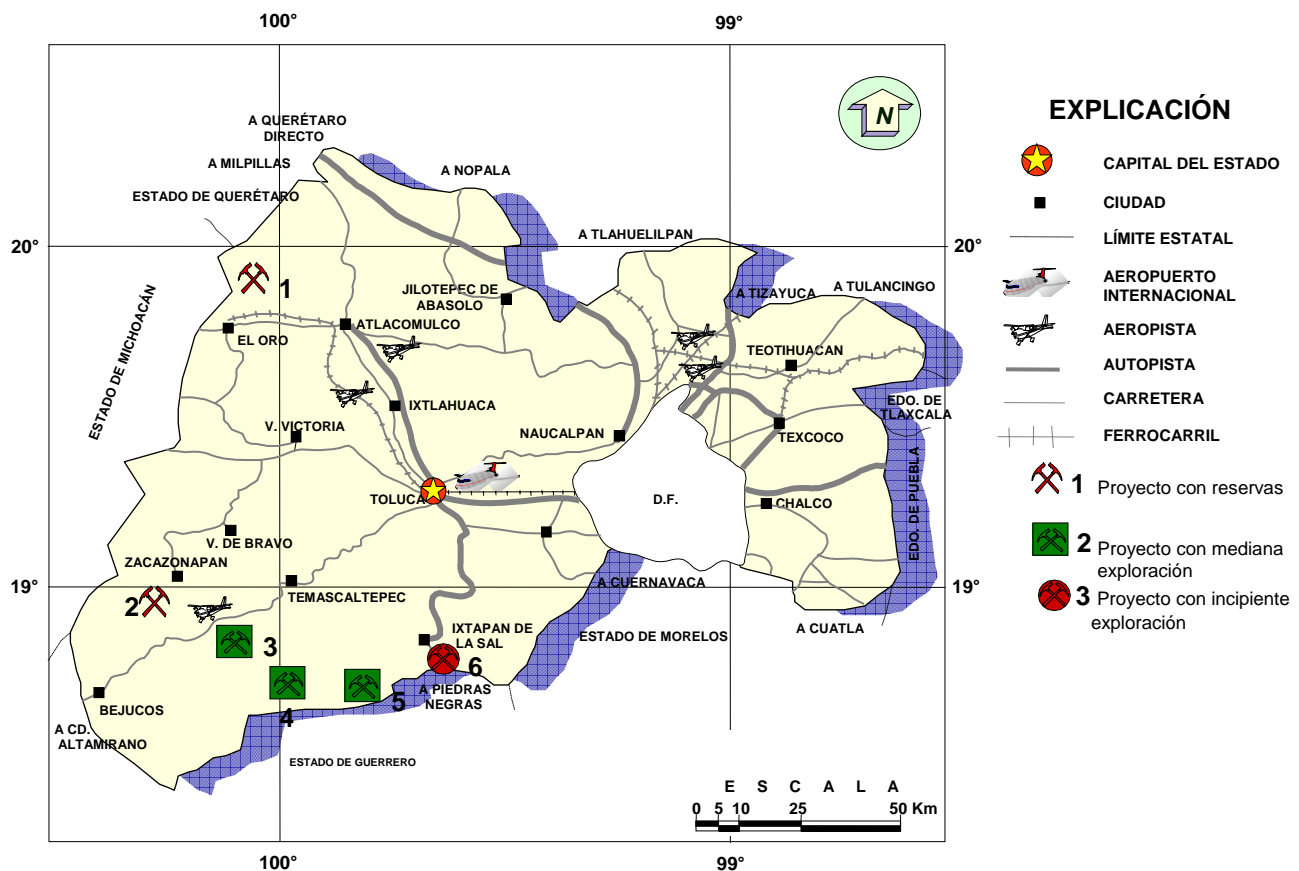 100°
99°
A QUERÉTARO
DIRECTO
A MILPILLAS
A NOPALA
ESTADO DE QUERÉTARO
N
20°
A TLAHUELILPAN
20°
1
JILOTEPEC DE
ABASOLO
A TIZAYUCA
A TULANCINGO
ESTADO DE MICHOACÁN
ATLACOMULCO
EL ORO
TEOTIHUACAN
IXTLAHUACA
EDO. DE
TLAXCALA
V. VICTORIA
NAUCALPAN
TEXCOCO
TOLUCA
D.F.
CHALCO
EDO. DE PUEBLA
V. DE BRAVO
ZACAZONAPAN
19°
A CUERNAVACA
19°
2
TEMASCALTEPEC
IXTAPAN DE
LA SAL
ESTADO DE MORELOS
A CUATLA
3
6
A PIEDRAS
NEGRAS
5
BEJUCOS
4
A CD.
ALTAMIRANO
ESTADO DE GUERRERO
E S C A L A
0 5 10 25 50 Km
100°
99°
EXPLICACIÓN
CAPITAL DEL ESTADO
CIUDAD
LÍMITE ESTATAL
AEROPUERTO
INTERNACIONAL
AEROPISTA
AUTOPISTA
CARRETERA
FERROCARRIL
1 Proyecto con reservas
2 Proyecto con mediana
exploración
3 Proyecto con incipiente
exploración